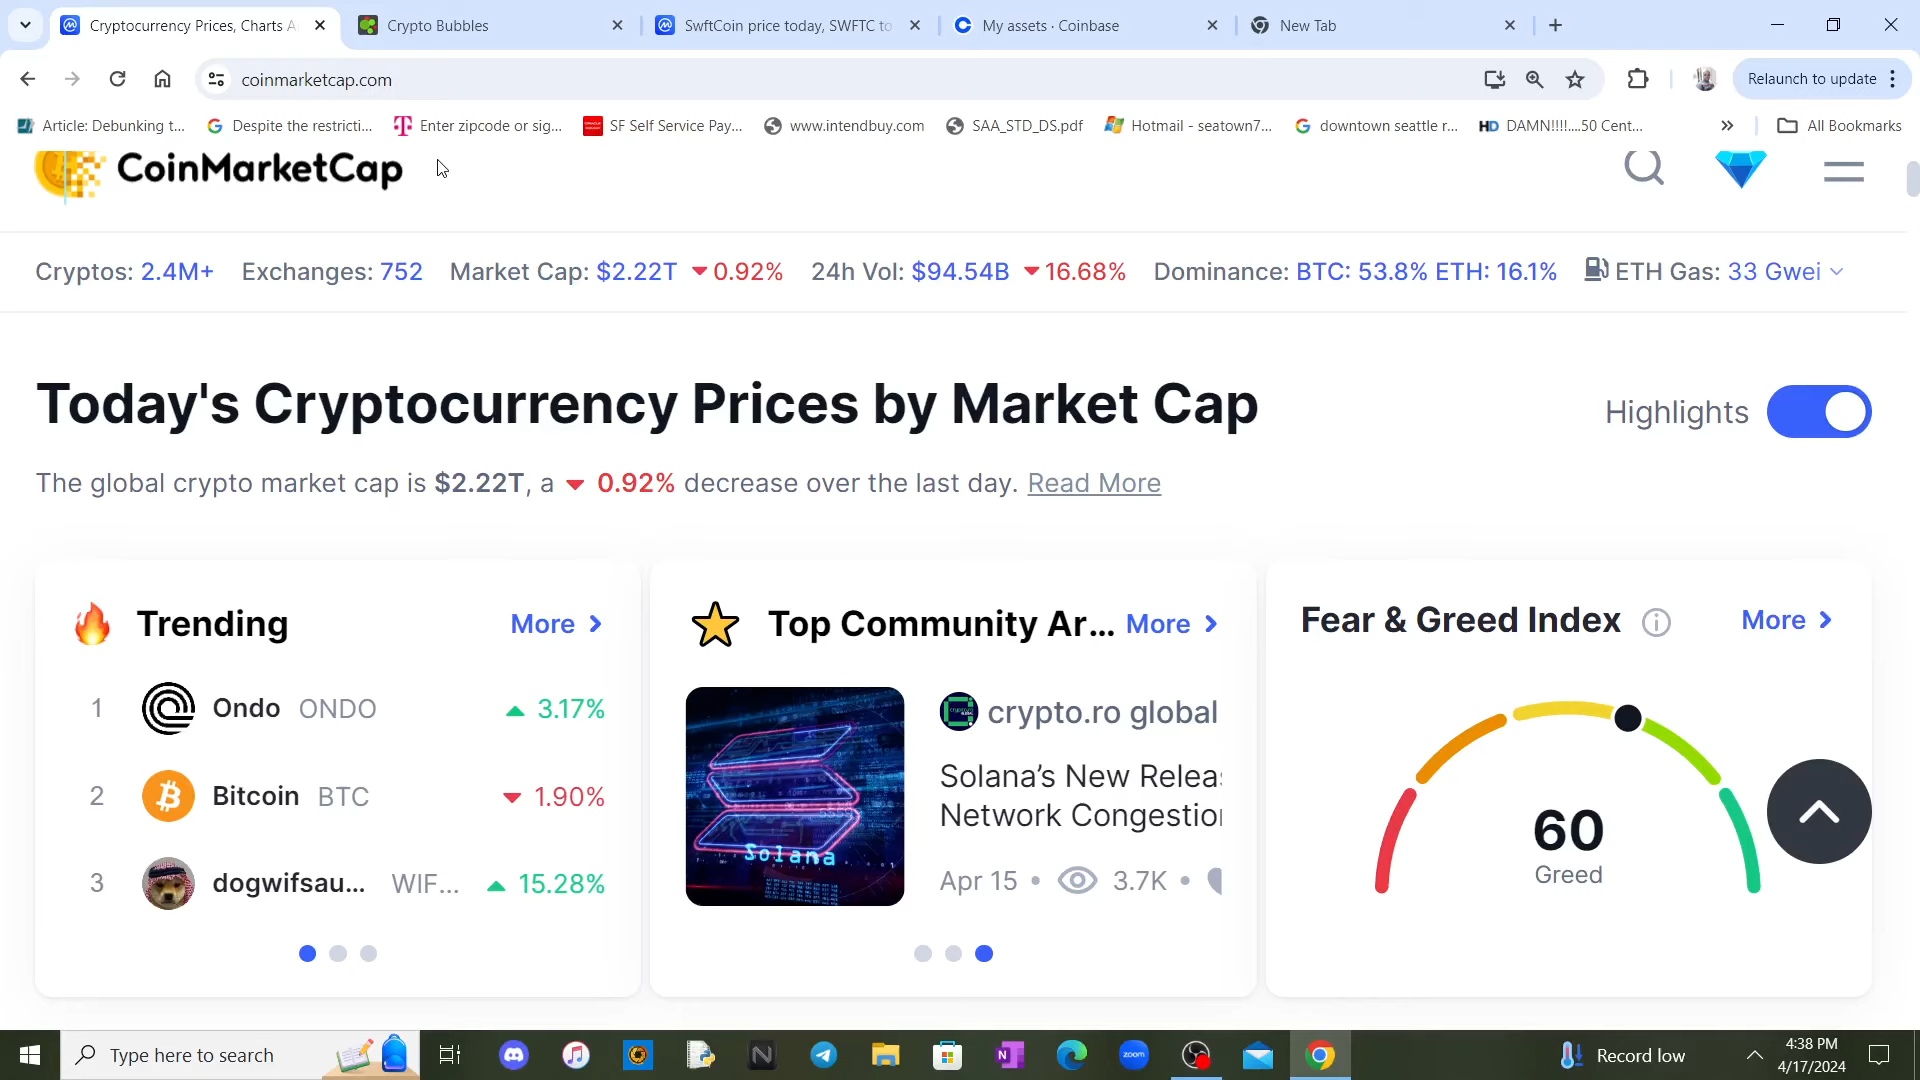 Cryptocurrency Prices, Charts A
Crypto Bubbles
SwftCoin price today, SWFTC to
My assets · Coinbase
New Tab
coinmarketcap.com
Relaunch to update
Article: Debunking t...
Despite the restricti...
Enter zipcode or sig...
SF Self Service Pay...
www.intendbuy.com
SAA_STD_DS.pdf
Hotmail - seatown7...
downtown seattle r...
HD DAMN!!!!....50 Cent...
All Bookmarks
CoinMarketCap
Cryptos: 2.4M+ Exchanges: 752 Market Cap: $2.22T 0.92% 24h Vol: $94.54B 16.68% Dominance: BTC: 53.8% ETH: 16.1% ETH Gas: 33 Gwei
Today's Cryptocurrency Prices by Market Cap
Highlights
The global crypto market cap is $2.22T, a 0.92% decrease over the last day. Read More
Trending
More
1 Ondo ONDO 3.17%
2 Bitcoin BTC 1.90%
3 dogwifsau... WIF... 15.28%
Top Community Ar...
More
Solana
crypto.ro global
Solana’s New Relea
Network Congestio
Apr 15 • 3.7K •
Fear & Greed Index
More
60
Greed
Type here to search
zoom
Record low
4:38 PM
4/17/2024